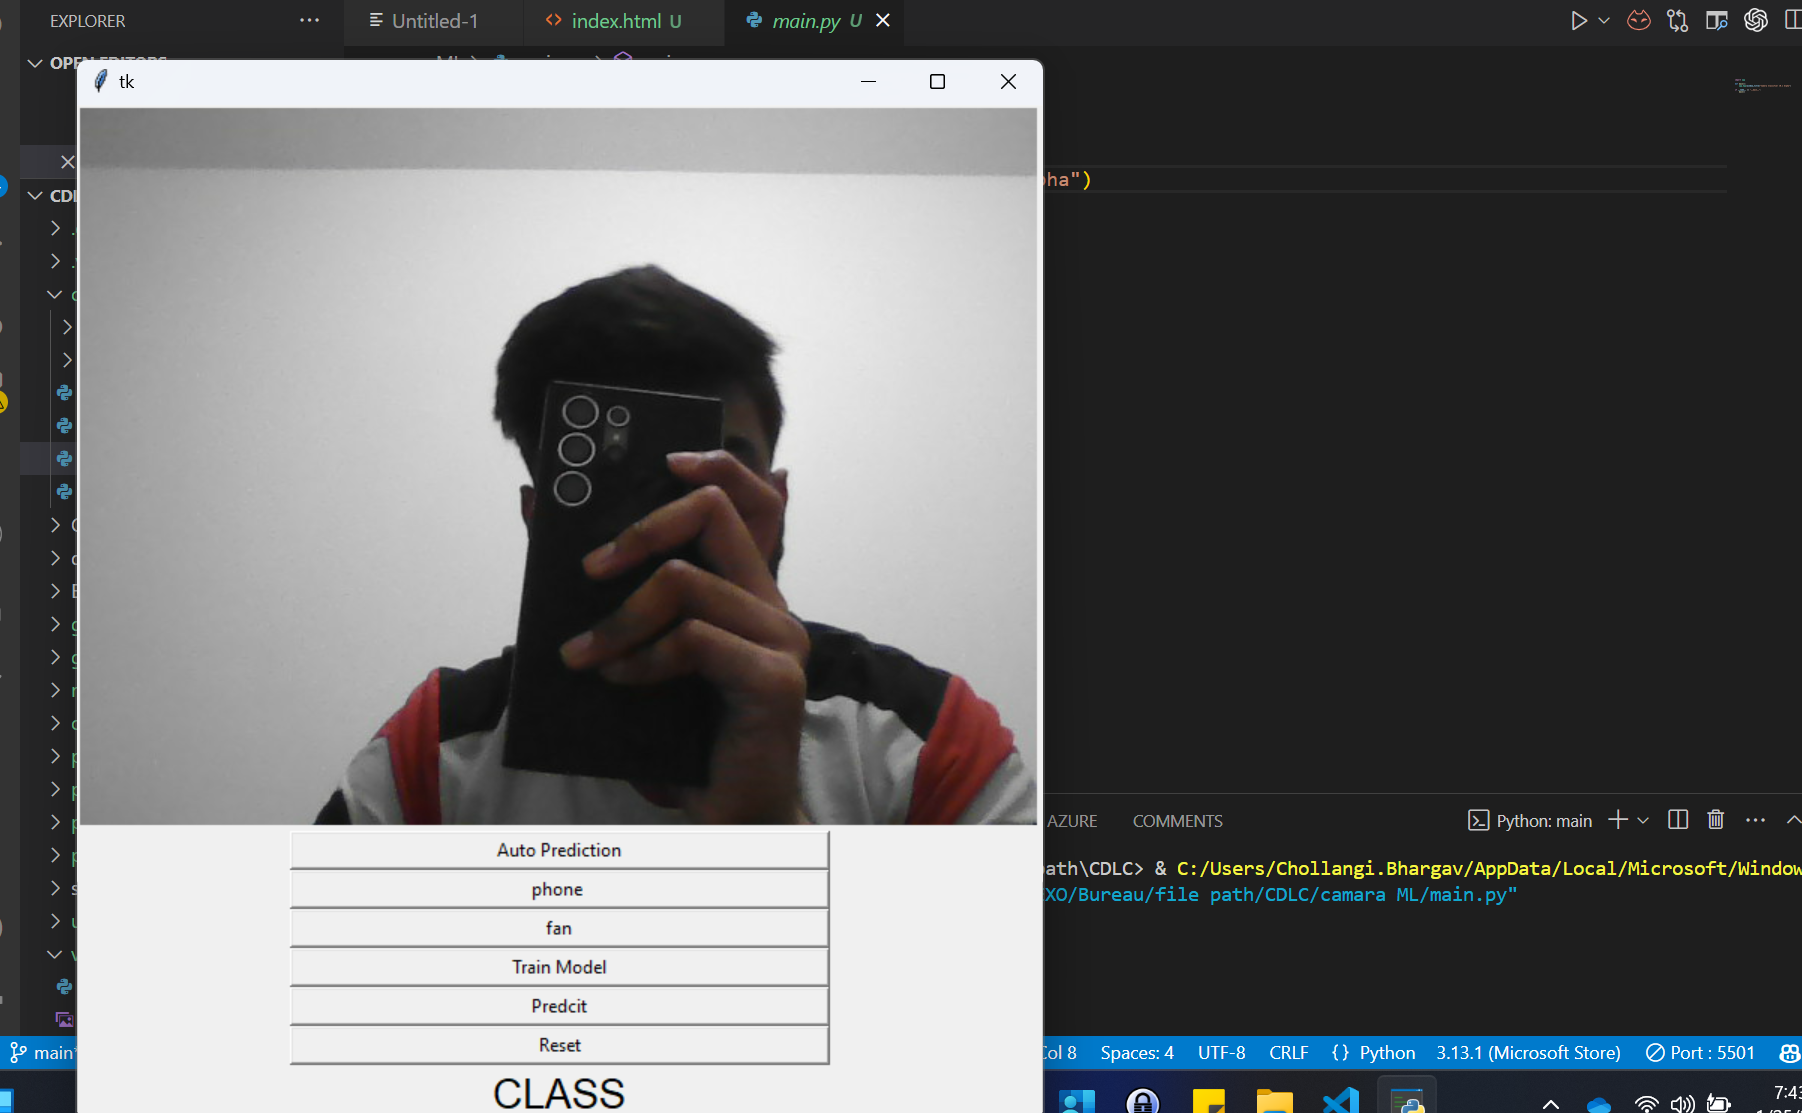 EXPLORER
Untitled-1
index.html U
main.py U
OPEN EDITORS
tk
CDL
pha")
Auto Prediction
phone
fan
Train Model
Predcit
Reset
CLASS
AZURE
COMMENTS
Python: main
path\CDLC> & C:/Users/Chollangi.Bhargav/AppData/Local/Microsoft/Window
XO/Bureau/file path/CDLC/camara ML/main.py"
main*
Col 8
Spaces: 4
UTF-8
CRLF
{} Python
3.13.1 (Microsoft Store)
Port : 5501
7:43